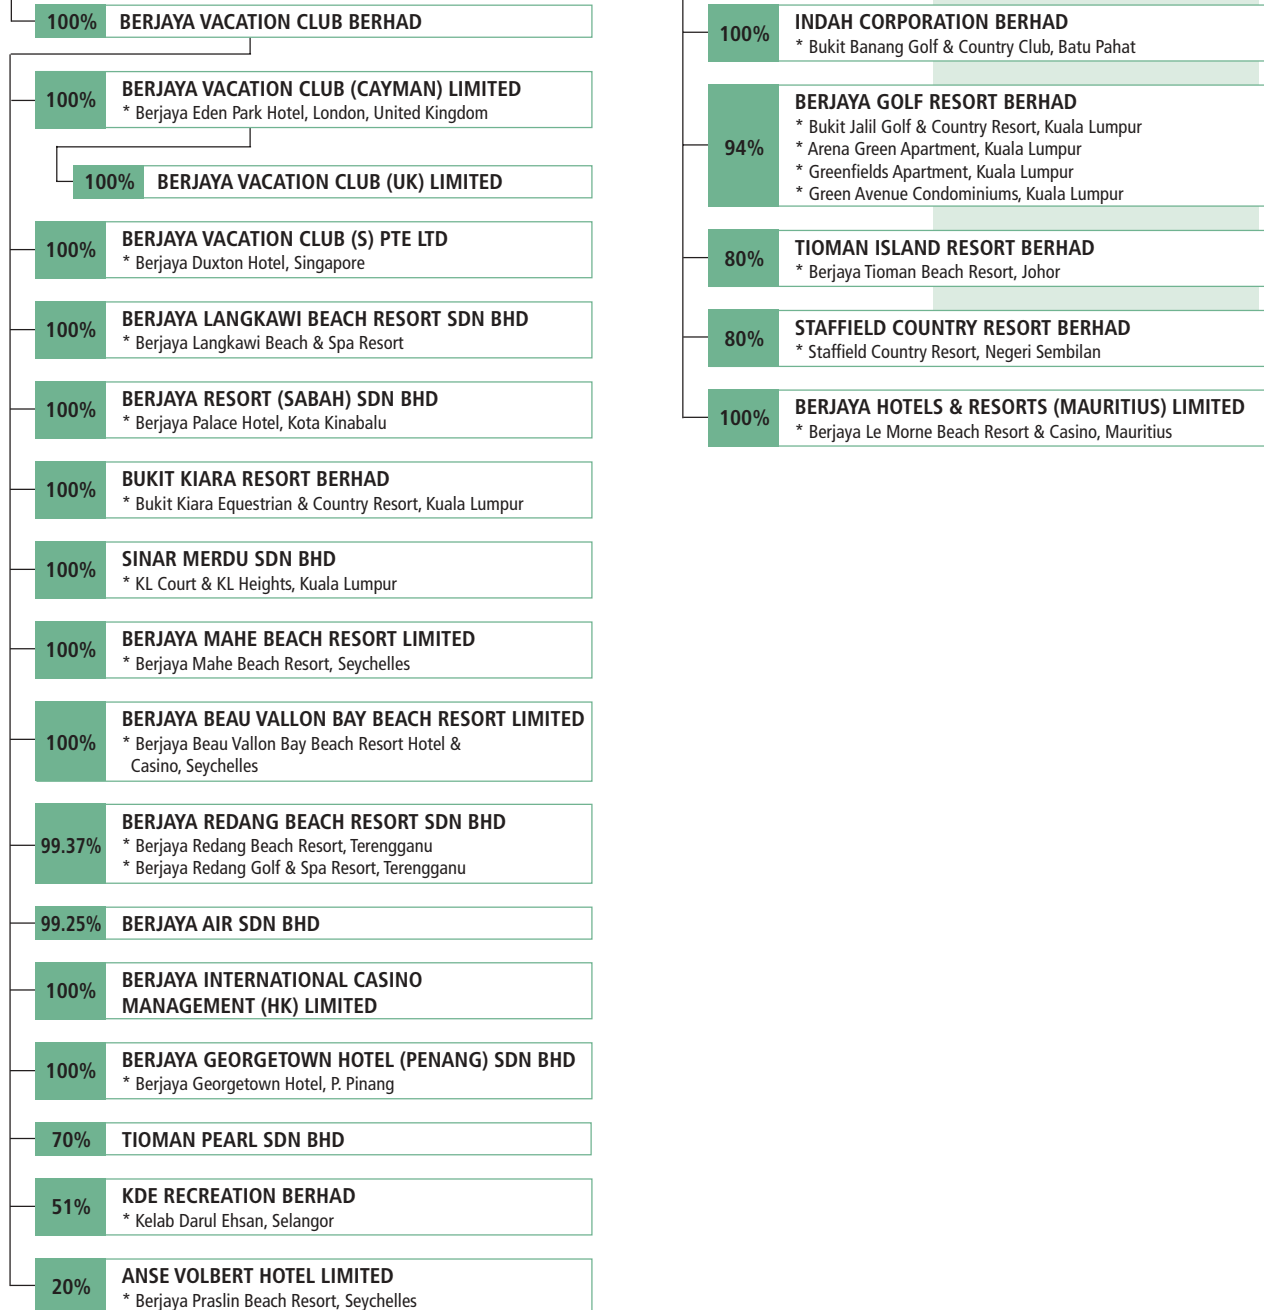 100% BERJAYA VACATION CLUB BERHAD
100% BERJAYA VACATION CLUB (CAYMAN) LIMITED
* Berjaya Eden Park Hotel, London, United Kingdom
100% BERJAYA VACATION CLUB (UK) LIMITED
100% BERJAYA VACATION CLUB (S) PTE LTD
* Berjaya Duxton Hotel, Singapore
100% BERJAYA LANGKAWI BEACH RESORT SDN BHD
* Berjaya Langkawi Beach & Spa Resort
100% BERJAYA RESORT (SABAH) SDN BHD
* Berjaya Palace Hotel, Kota Kinabalu
100% BUKIT KIARA RESORT BERHAD
* Bukit Kiara Equestrian & Country Resort, Kuala Lumpur
100% SINAR MERDU SDN BHD
* KL Court & KL Heights, Kuala Lumpur
100% BERJAYA MAHE BEACH RESORT LIMITED
* Berjaya Mahe Beach Resort, Seychelles
100% BERJAYA BEAU VALLON BAY BEACH RESORT LIMITED
* Berjaya Beau Vallon Bay Beach Resort Hotel &
Casino, Seychelles
99.37% BERJAYA REDANG BEACH RESORT SDN BHD
* Berjaya Redang Beach Resort, Terengganu
* Berjaya Redang Golf & Spa Resort, Terengganu
99.25% BERJAYA AIR SDN BHD
100% BERJAYA INTERNATIONAL CASINO
MANAGEMENT (HK) LIMITED
100% BERJAYA GEORGETOWN HOTEL (PENANG) SDN BHD
* Berjaya Georgetown Hotel, P. Pinang
70% TIOMAN PEARL SDN BHD
51% KDE RECREATION BERHAD
* Kelab Darul Ehsan, Selangor
20% ANSE VOLBERT HOTEL LIMITED
* Berjaya Praslin Beach Resort, Seychelles
100% INDAH CORPORATION BERHAD
* Bukit Banang Golf & Country Club, Batu Pahat
94% BERJAYA GOLF RESORT BERHAD
* Bukit Jalil Golf & Country Resort, Kuala Lumpur
* Arena Green Apartment, Kuala Lumpur
* Greenfields Apartment, Kuala Lumpur
* Green Avenue Condominiums, Kuala Lumpur
80% TIOMAN ISLAND RESORT BERHAD
* Berjaya Tioman Beach Resort, Johor
80% STAFFIELD COUNTRY RESORT BERHAD
* Staffield Country Resort, Negeri Sembilan
100% BERJAYA HOTELS & RESORTS (MAURITIUS) LIMITED
* Berjaya Le Morne Beach Resort & Casino, Mauritius